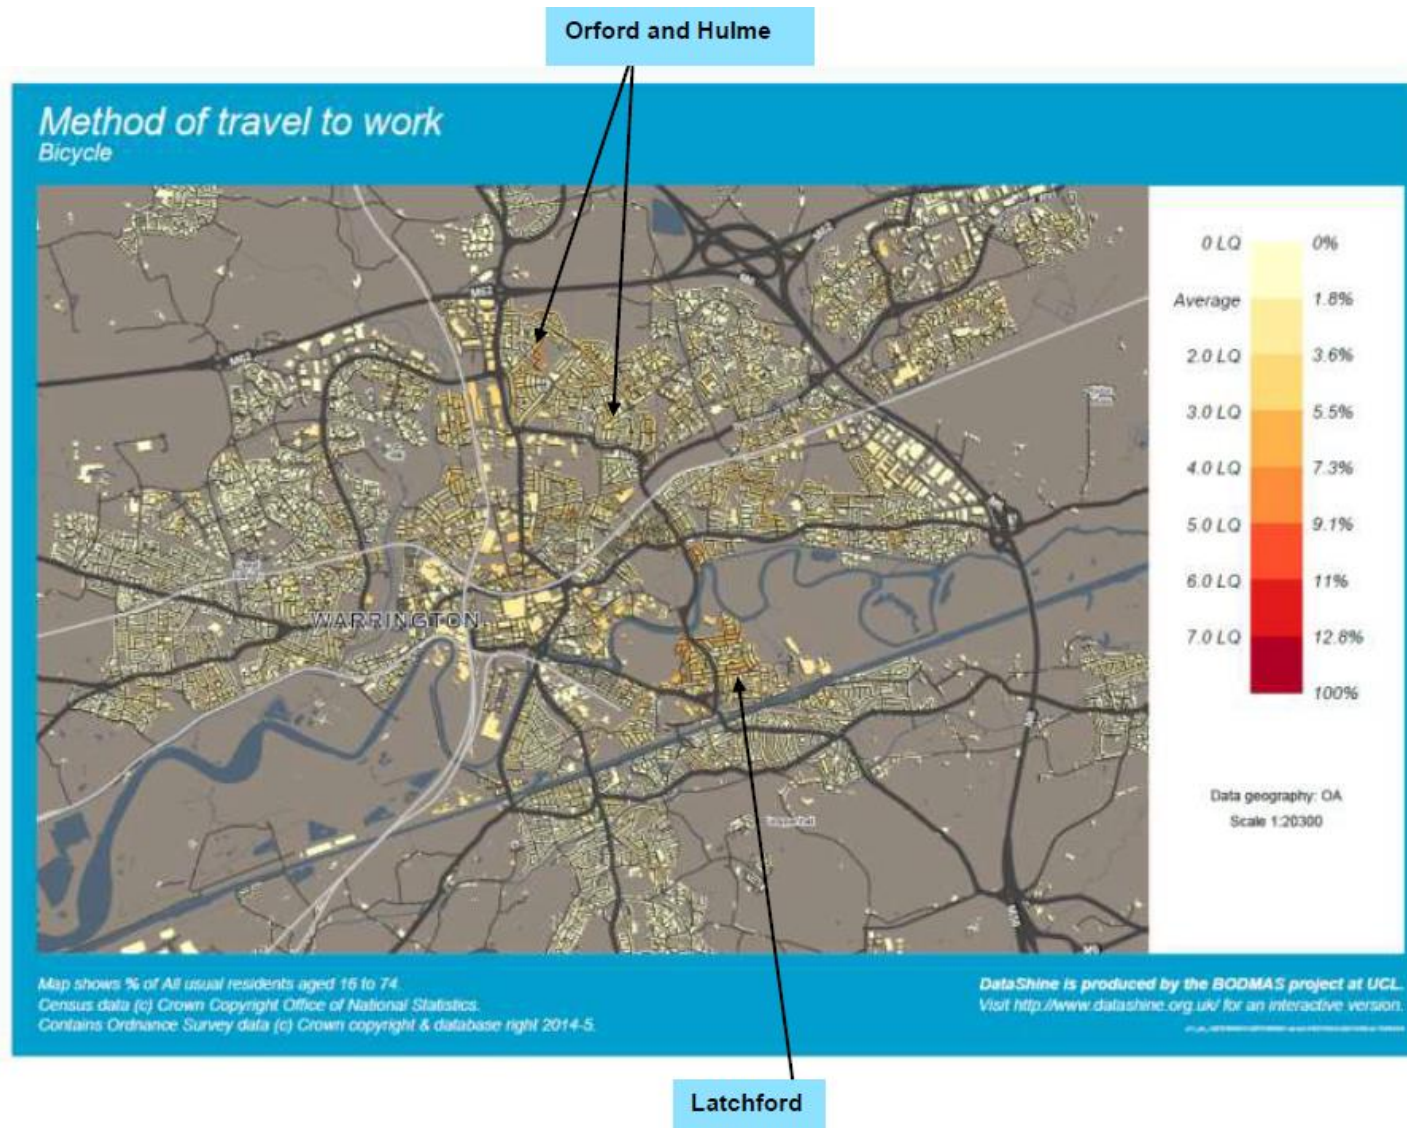 Orford and Hulme
Method of travel to work
Bicycle
M62
M62
WARRINGTON
0 LQ 0%
Average 1.8%
2.0 LQ 3.6%
3.0 LQ 5.5%
4.0 LQ 7.3%
5.0 LQ 9.1%
6.0 LQ 11%
7.0 LQ 12.8%
100%
Data geography: OA
Scale 1:20300
Map shows % of All usual residents aged 16 to 74
Census data (c) Crown Copyright Office of National Statistics.
Contains Ordnance Survey data (c) Crown copyright & database right 2014-5.
DataShine is produced by the BODMAS project at UCL.
Visit http://www.datashine.org.uk/ for an interactive version.
Latchford